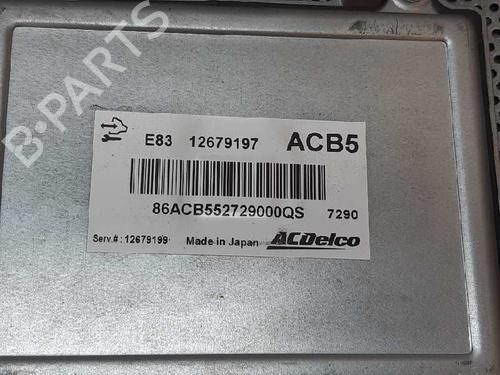 B-PARTS
E83 12679197 ACB5
86ACB552729000QS 7290
Serv.#: 12679199 Made in Japan ACDelco